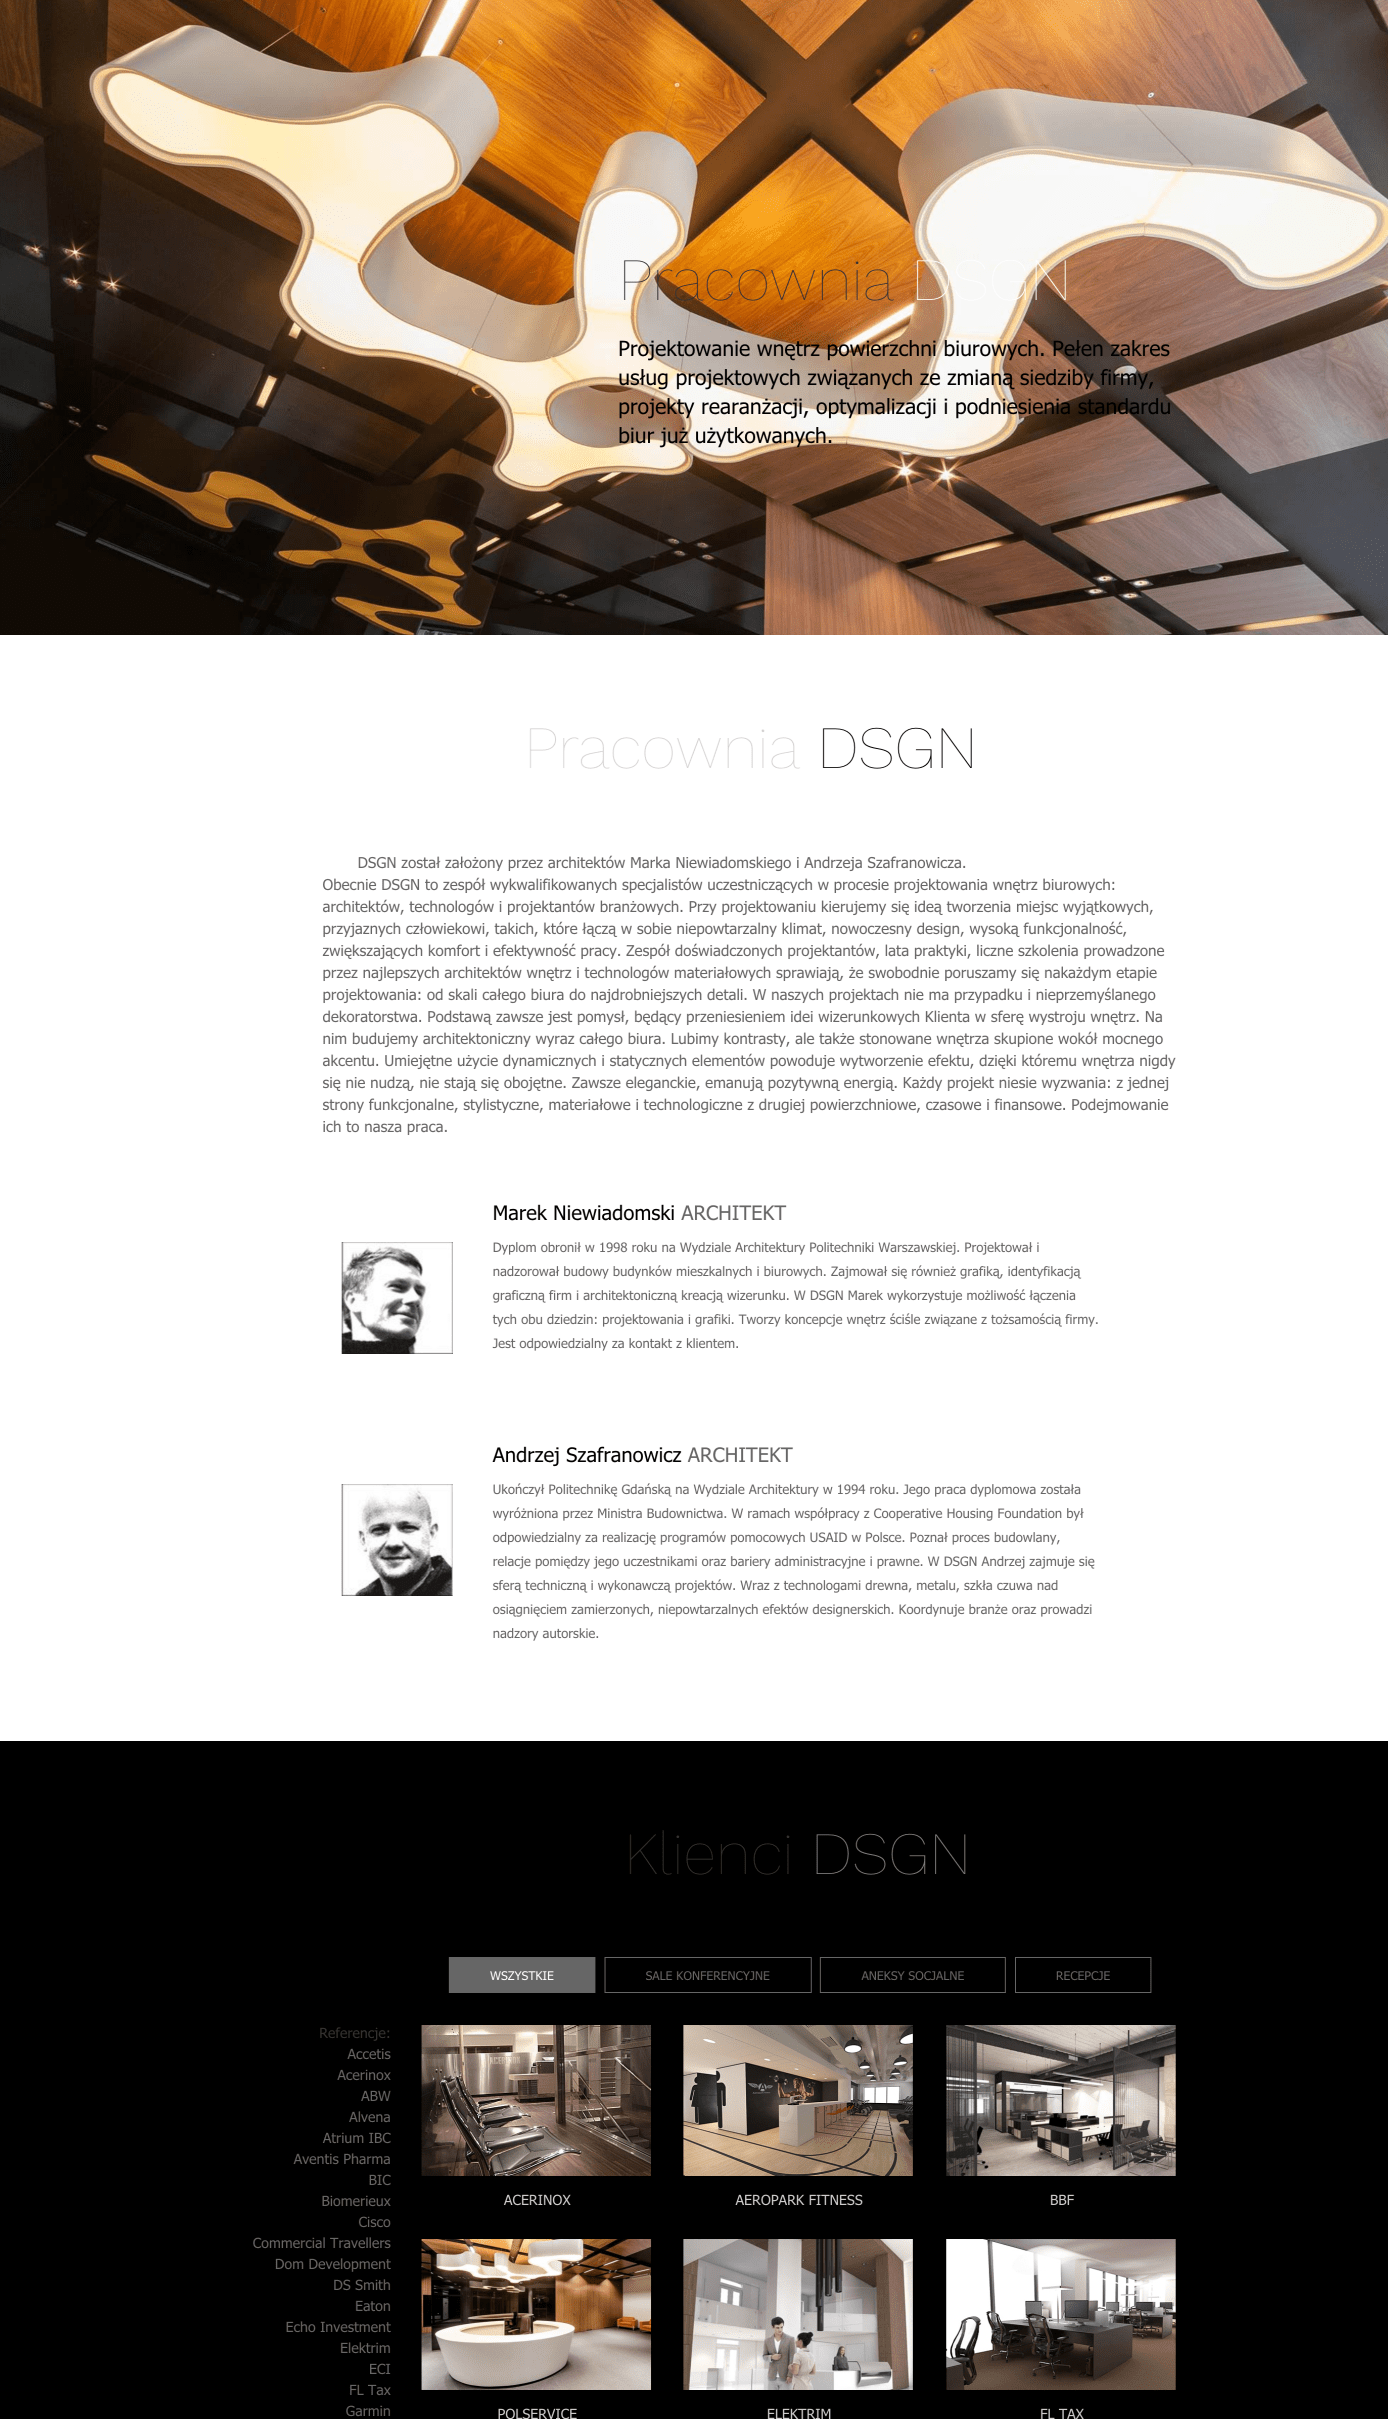 Pracownia DSGN
Projektowanie wnętrz powierzchni biurowych. Pełen zakres
usług projektowych związanych ze zmianą siedziby firmy,
projekty rearanżacji, optymalizacji i podniesienia standardu
biur już użytkowanych.
Pracownia DSGN
DSGN został założony przez architektów Marka Niewiadomskiego i Andrzeja Szafranowicza.
Obecnie DSGN to zespół wykwalifikowanych specjalistów uczestniczących w procesie projektowania wnętrz biurowych:
architektów, technologów i projektantów branżowych. Przy projektowaniu kierujemy się ideą tworzenia miejsc wyjątkowych,
przyjaznych człowiekowi, takich, które łączą w sobie niepowtarzalny klimat, nowoczesny design, wysoką funkcjonalność,
zwiększających komfort i efektywność pracy. Zespół doświadczonych projektantów, lata praktyki, liczne szkolenia prowadzone
przez najlepszych architektów wnętrz i technologów materiałowych sprawiają, że swobodnie poruszamy się nakażdym etapie
projektowania: od skali całego biura do najdrobniejszych detali. W naszych projektach nie ma przypadku i nieprzemyślanego
dekoratorstwa. Podstawą zawsze jest pomysł, będący przeniesieniem idei wizerunkowych Klienta w sferę wystroju wnętrz. Na
nim budujemy architektoniczny wyraz całego biura. Lubimy kontrasty, ale także stonowane wnętrza skupione wokół mocnego
akcentu. Umiejętne użycie dynamicznych i statycznych elementów powoduje wytworzenie efektu, dzięki któremu wnętrza nigdy
się nie nudzą, nie stają się obojętne. Zawsze eleganckie, emanują pozytywną energią. Każdy projekt niesie wyzwania: z jednej
strony funkcjonalne, stylistyczne, materiałowe i technologiczne z drugiej powierzchniowe, czasowe i finansowe. Podejmowanie
ich to nasza praca.
Marek Niewiadomski ARCHITEKT
Dyplom obronił w 1998 roku na Wydziale Architektury Politechniki Warszawskiej. Projektował i
nadzorował budowy budynków mieszkalnych i biurowych. Zajmował się również grafiką, identyfikacją
graficzną firm i architektoniczną kreacją wizerunku. W DSGN Marek wykorzystuje możliwość łączenia
tych obu dziedzin: projektowania i grafiki. Tworzy koncepcje wnętrz ściśle związane z tożsamością firmy.
Jest odpowiedzialny za kontakt z klientem.
Andrzej Szafranowicz ARCHITEKT
Ukończył Politechnikę Gdańską na Wydziale Architektury w 1994 roku. Jego praca dyplomowa została
wyróżniona przez Ministra Budownictwa. W ramach współpracy z Cooperative Housing Foundation był
odpowiedzialny za realizację programów pomocowych USAID w Polsce. Poznał proces budowlany,
relacje pomiędzy jego uczestnikami oraz bariery administracyjne i prawne. W DSGN Andrzej zajmuje się
sferą techniczną i wykonawczą projektów. Wraz z technologami drewna, metalu, szkła czuwa nad
osiągnięciem zamierzonych, niepowtarzalnych efektów designerskich. Koordynuje branże oraz prowadzi
nadzory autorskie.
Klienci DSGN
WSZYSTKIE SALE KONFERENCYJNE ANEKSY SOCJALNE RECEPCJE
Referencje:
Accetis
Acerinox
ABW
Alvena
Atrium IBC
Aventis Pharma
BIC
Biomerieux
Cisco
Commercial Travellers
Dom Development
DS Smith
Eaton
Echo Investment
Elektrim
ECI
FL Tax
Garmin
ACERINOX AEROPARK FITNESS BBF
POLSERVICE ELEKTRIM FL TAX